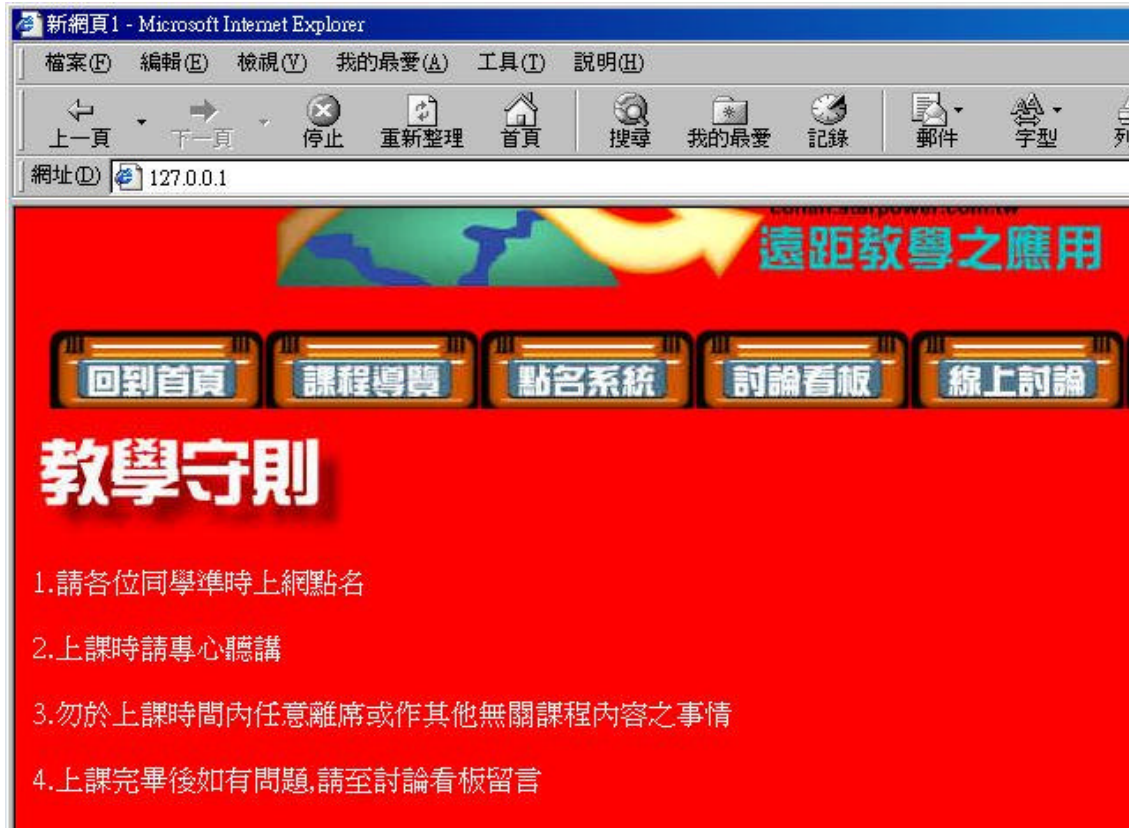 新網頁1 - Microsoft Internet Explorer
檔案(F) 編輯(E) 檢視(V) 我的最愛(A) 工具(T) 說明(H)
上一頁 下一頁 停止 重新整理 首頁 搜尋 我的最愛 記錄 郵件 字型
網址(D) 127.0.0.1
遠距教學之應用
回到首頁 課程導覽 點名系統 討論看板 線上討論
教學守則
1.請各位同學準時上網點名
2.上課時請專心聽講
3.勿於上課時間內任意離席或作其他無關課程內容之事情
4.上課完畢後如有問題,請至討論看板留言